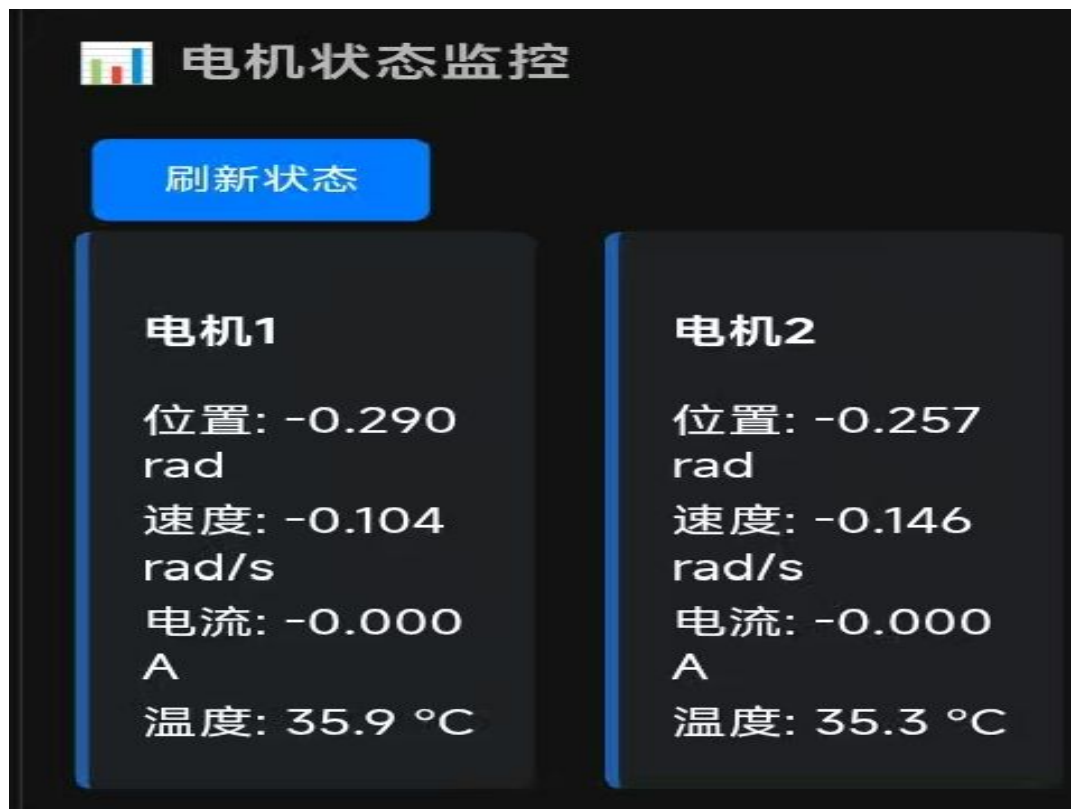 电机状态监控
刷新状态
电机1
位置: -0.290
rad
速度: -0.104
rad/s
电流: -0.000
A
温度: 35.9 °C
电机2
位置: -0.257
rad
速度: -0.146
rad/s
电流: -0.000
A
温度: 35.3 °C